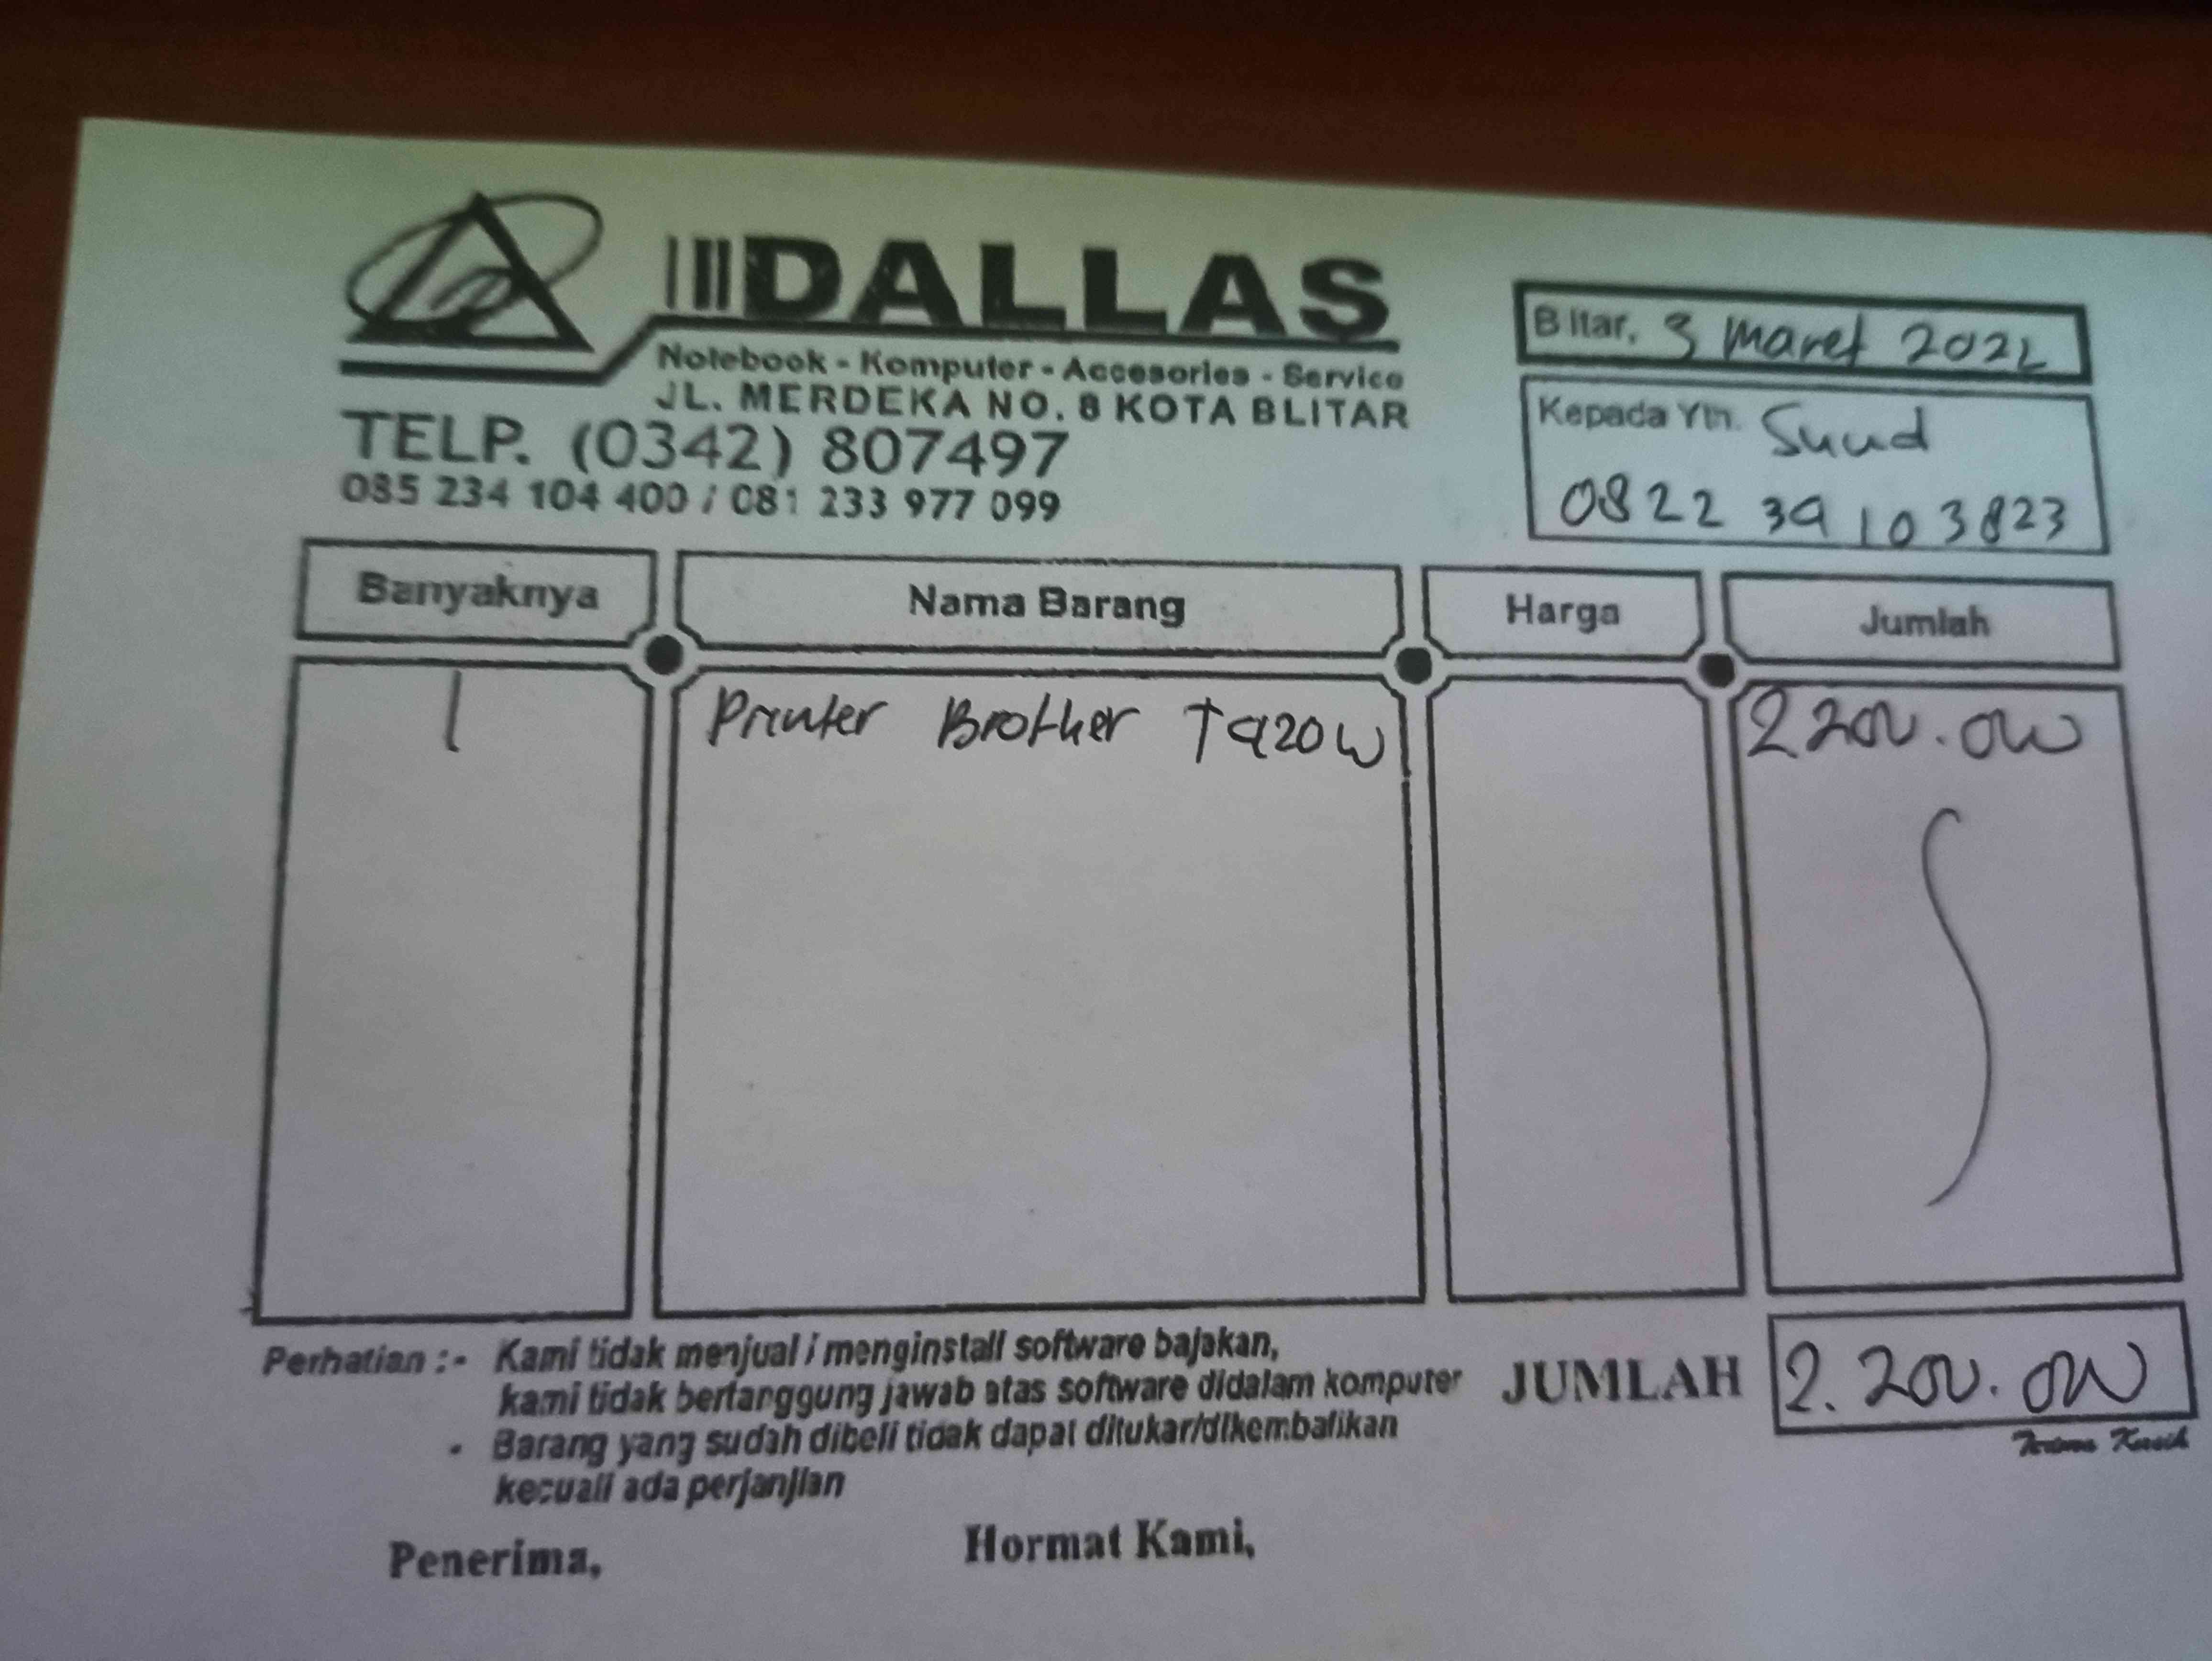 DALLAS
Notebook - Komputer - Accesories - Service
JL. MERDEKA NO. 8 KOTA BLITAR
TELP. (0342) 807497
085 234 104 400 / 081 233 977 099
Blitar, 3 Maret 2022
Kepada Yth. Suud
0822 39103823
Banyaknya Nama Barang Harga Jumlah
1 Printer Brother T920W 2200.000
Perhatian :- Kami tidak menjual / menginstall software bajakan,
kami tidak bertanggung jawab atas software didalam komputer
- Barang yang sudah dibeli tidak dapat ditukar/dikembalikan
kecuali ada perjanjian
JUMLAH 2.200.000
Terima Kasih
Penerima, Hormat Kami,